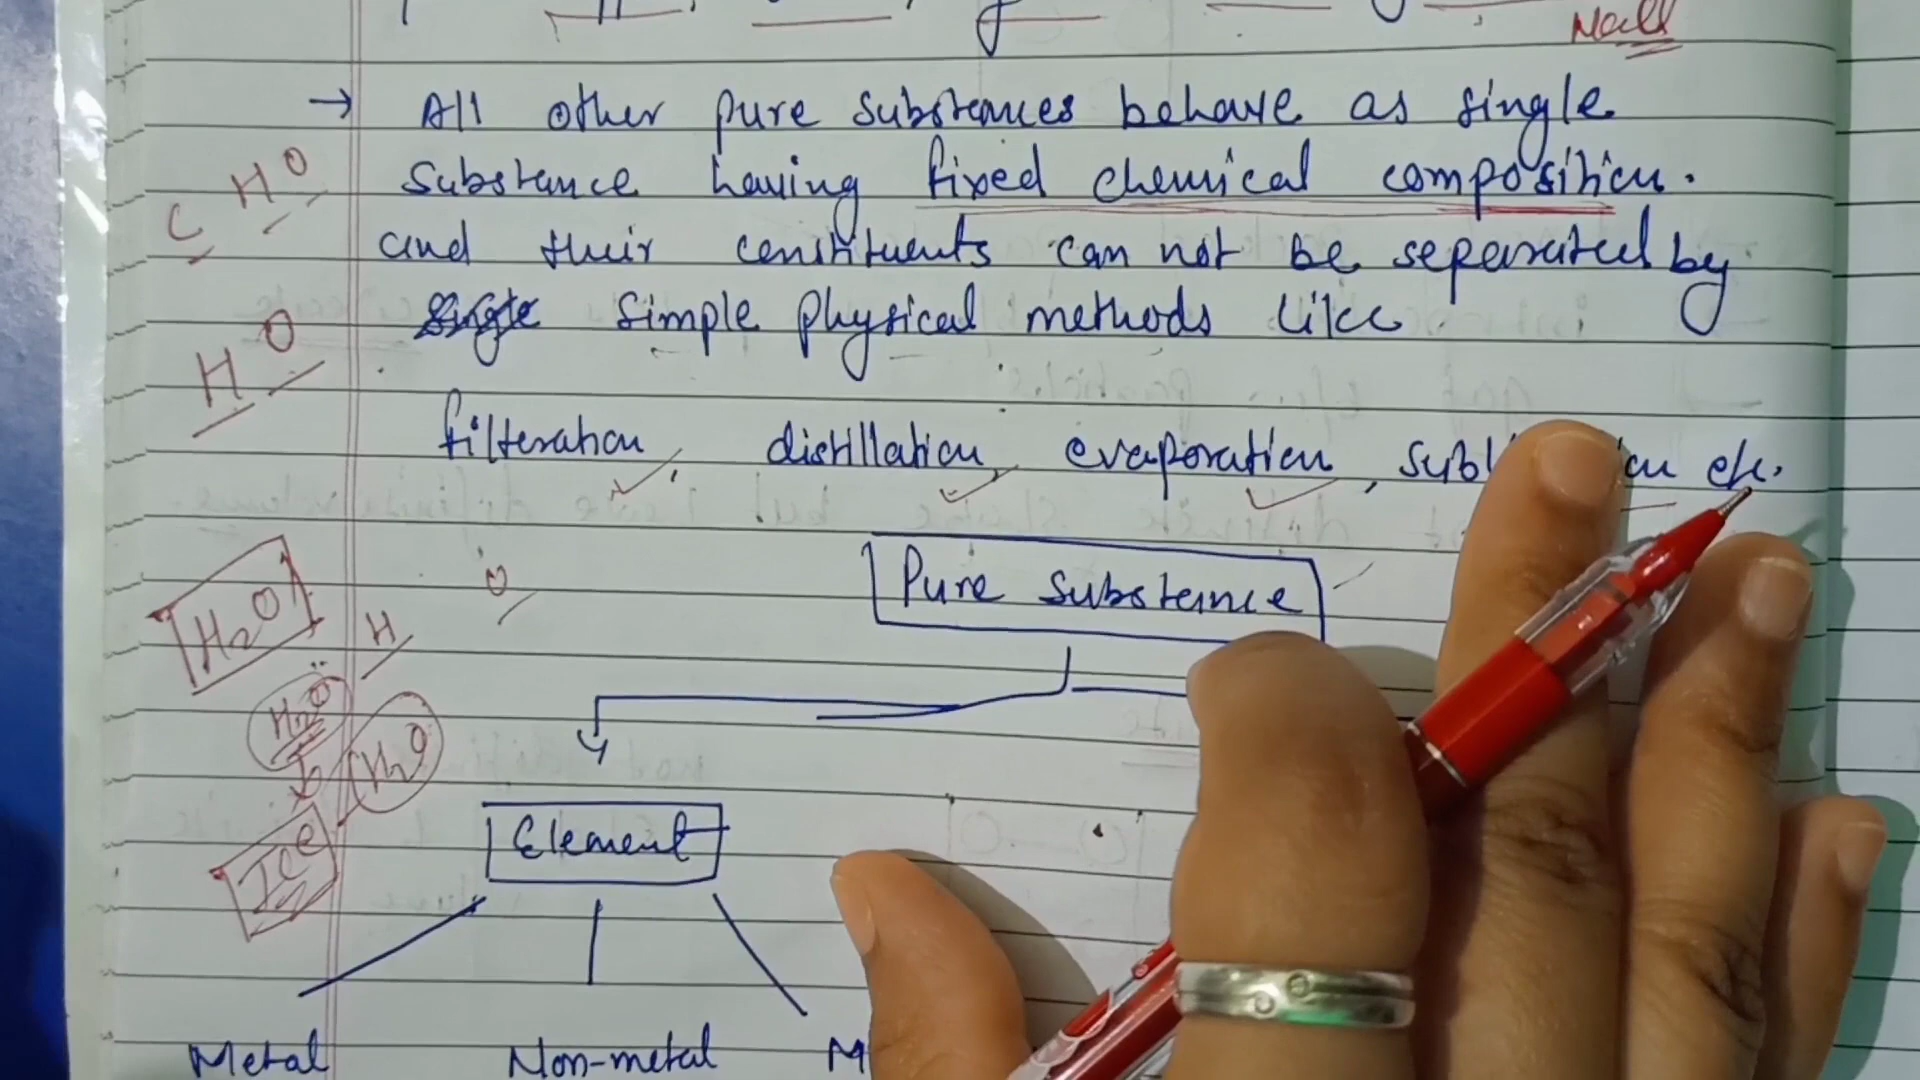 NaCl
→ All other pure substances behave as single
substance having fixed chemical composition.
and their constituents can not be separated by
single simple physical methods like
filteration, distillation, evaporation, etc.
C H O
H O
H2O
H O
H2O
H2O
Ice
Pure Substance
Element
Metal Non-metal M